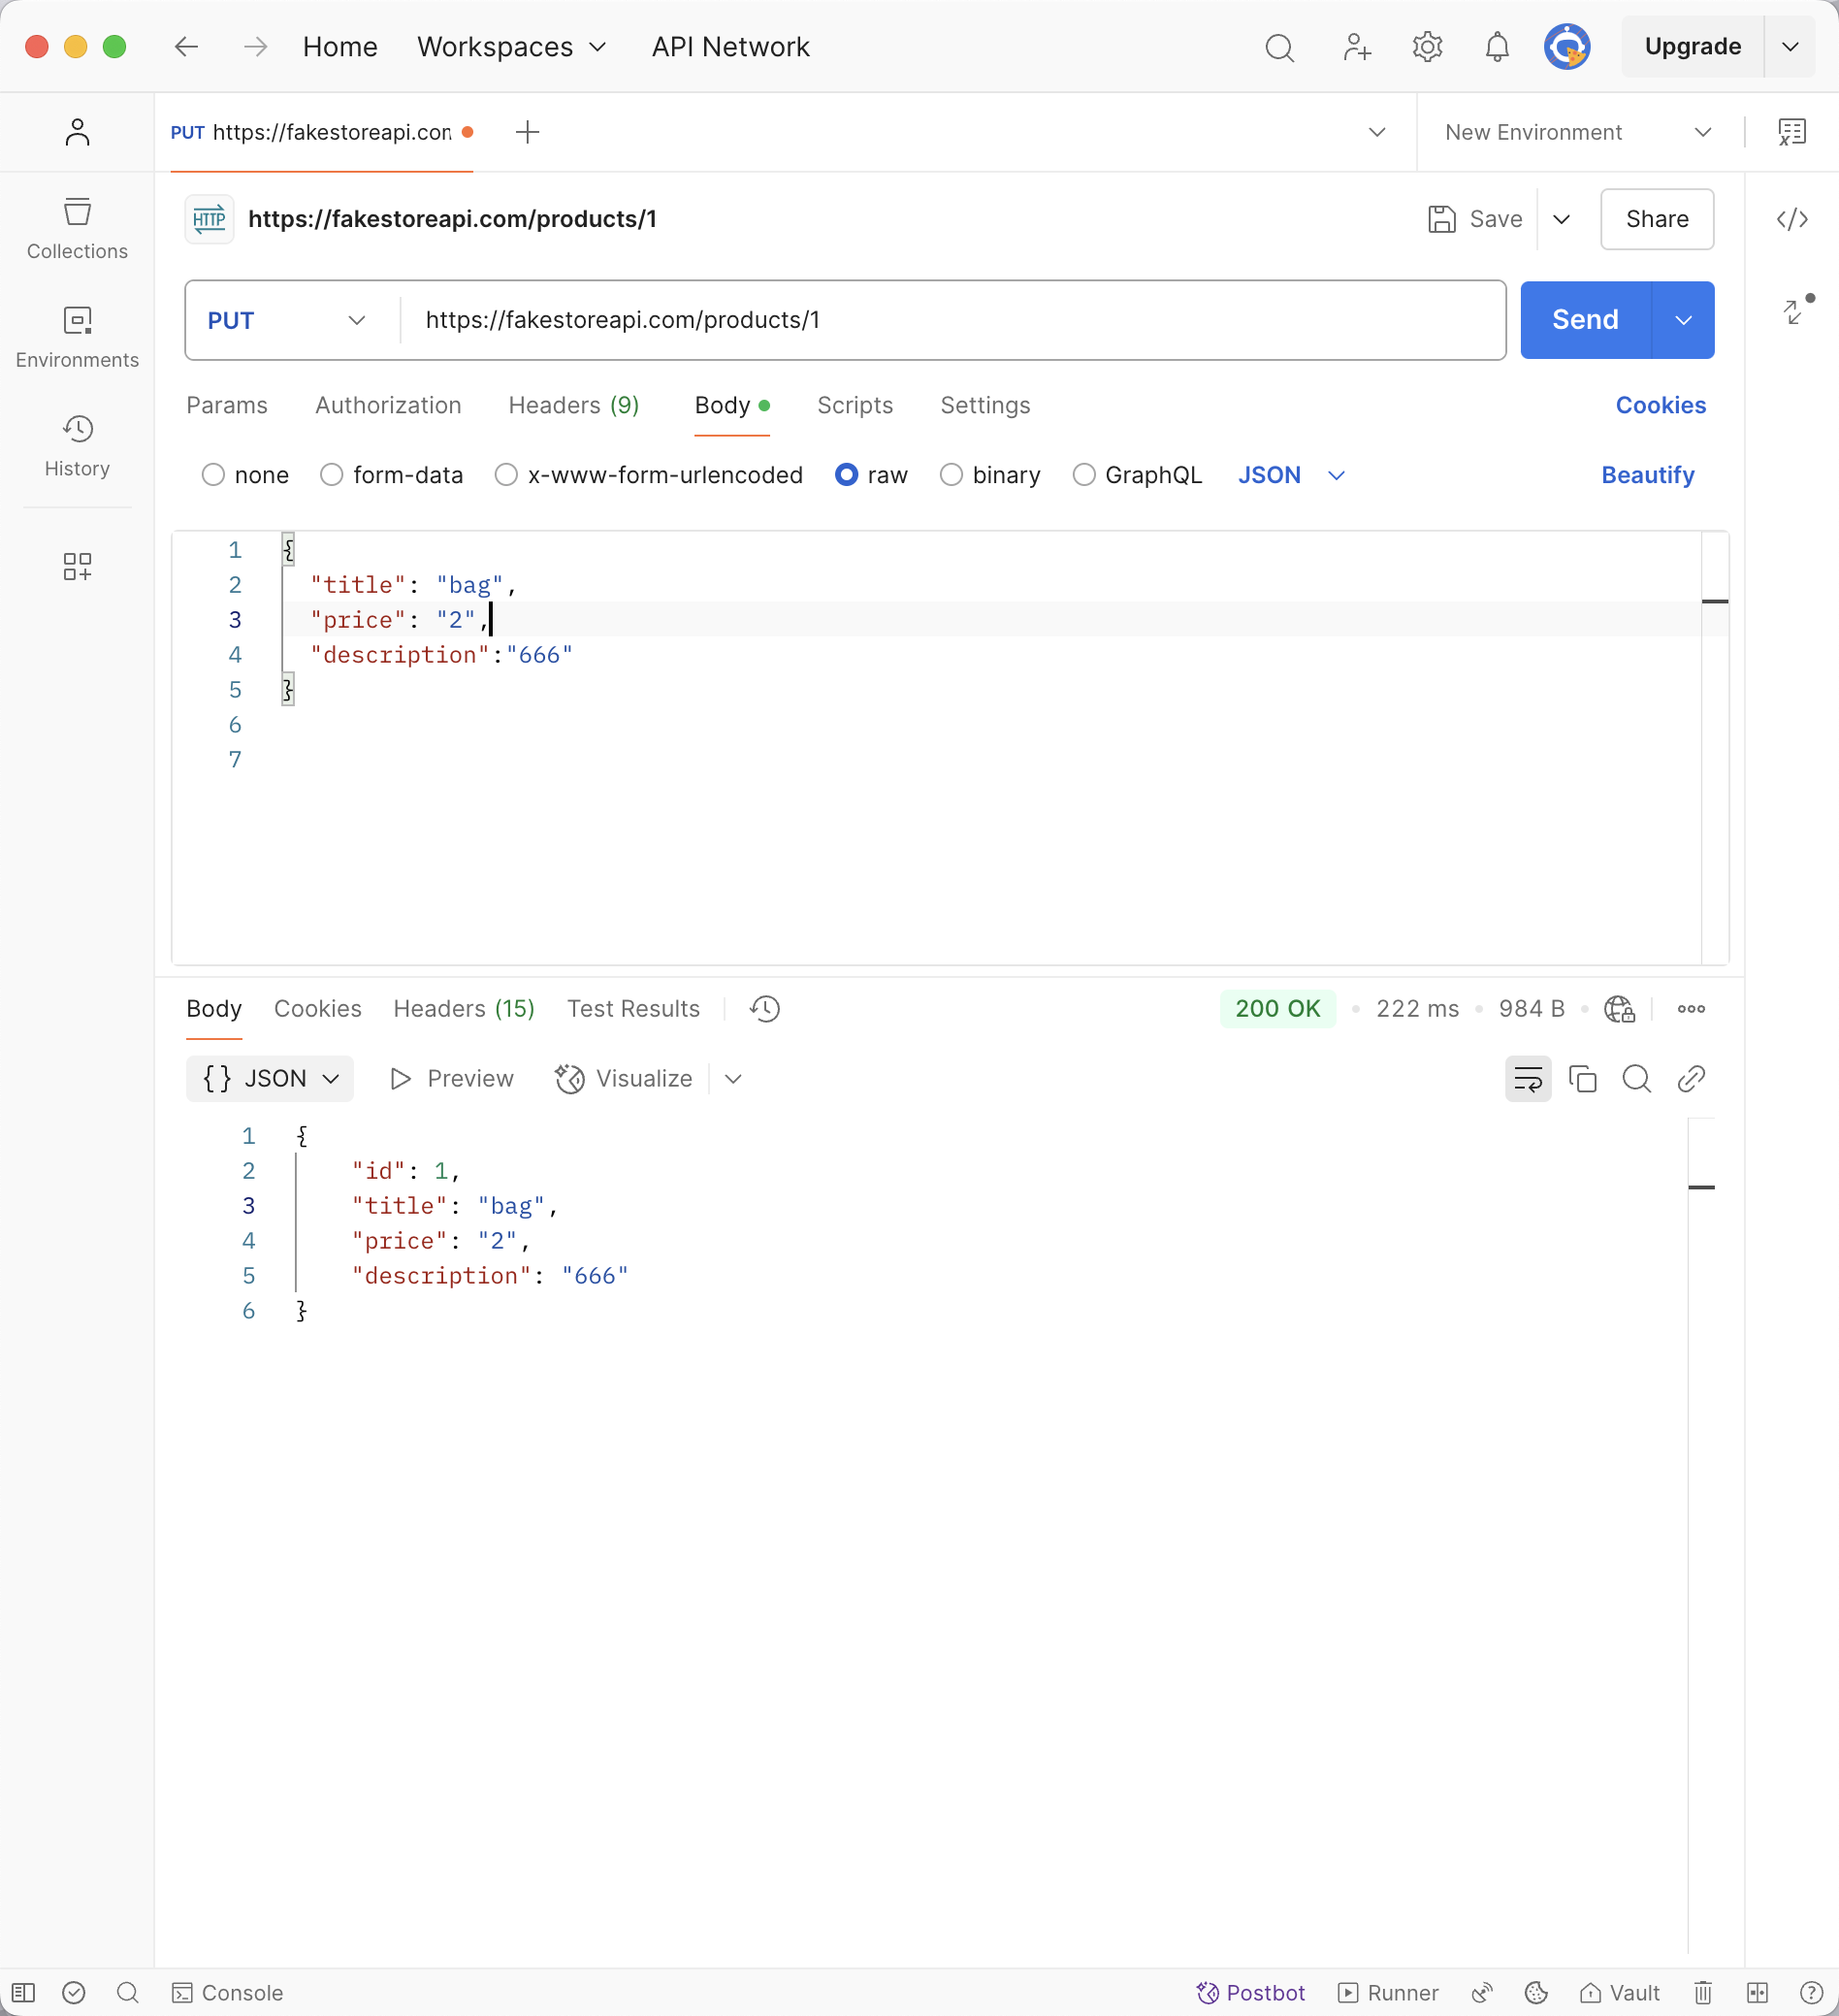 Home Workspaces API Network Upgrade
PUT https://fakestoreapi.con New Environment
HTTP https://fakestoreapi.com/products/1 Save Share
Collections
Environments
History
PUT https://fakestoreapi.com/products/1 Send
Params Authorization Headers (9) Body Scripts Settings Cookies
none form-data x-www-form-urlencoded raw binary GraphQL JSON Beautify
1 {
2 "title": "bag",
3 "price": "2",
4 "description":"666"
5 }
6
7
Body Cookies Headers (15) Test Results 200 OK • 222 ms • 984 B •
{} JSON Preview Visualize
1 {
2 "id": 1,
3 "title": "bag",
4 "price": "2",
5 "description": "666"
6 }
Console Postbot Runner Vault